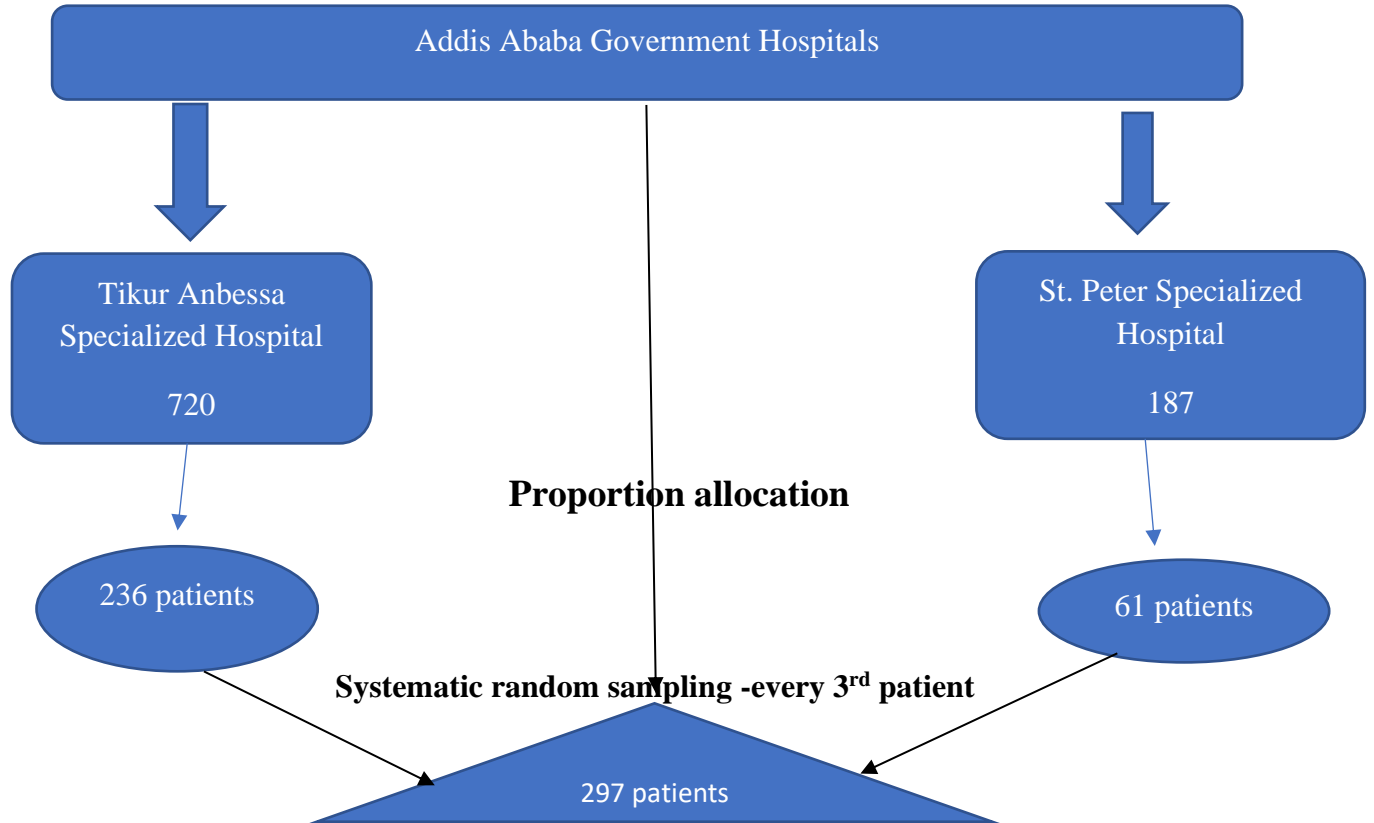 Addis Ababa Government Hospitals
Tikur Anbessa
Specialized Hospital
720
St. Peter Specialized
Hospital
187
Proportion allocation
236 patients
61 patients
Systematic random sampling -every 3rd patient
297 patients